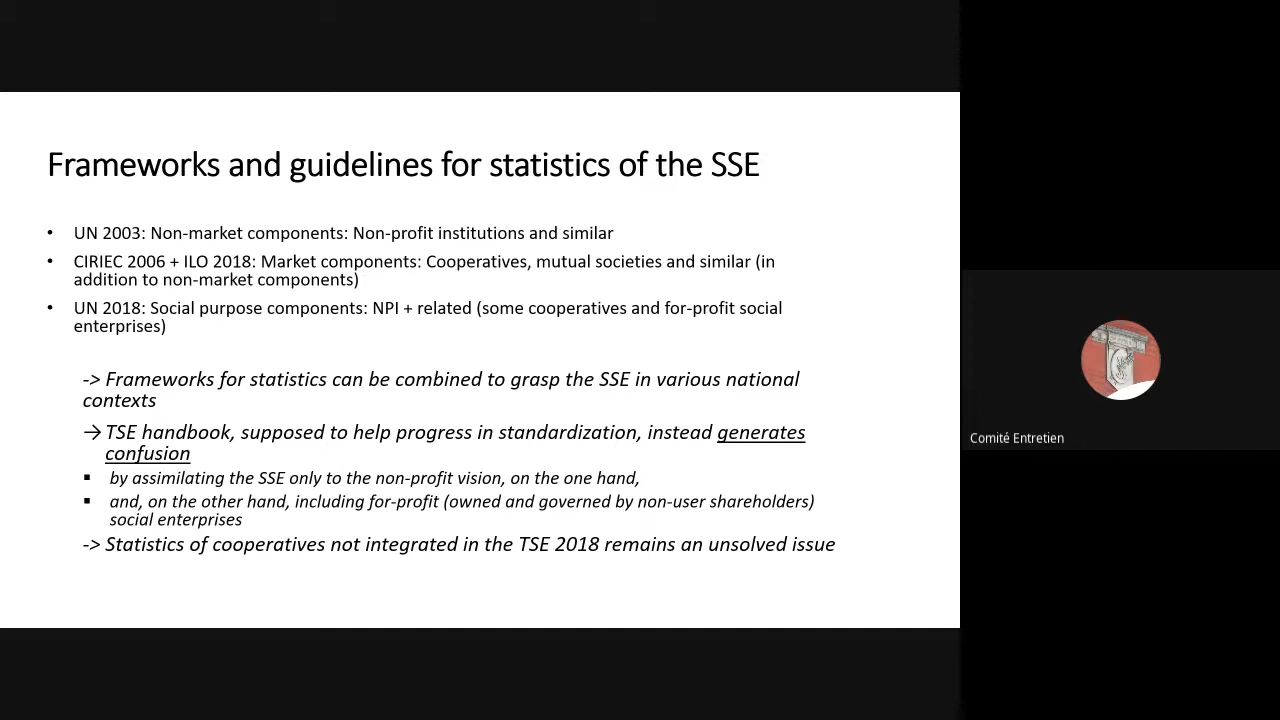 Frameworks and guidelines for statistics of the SSE
• UN 2003: Non-market components: Non-profit institutions and similar
• CIRIEC 2006 + ILO 2018: Market components: Cooperatives, mutual societies and similar (in
addition to non-market components)
• UN 2018: Social purpose components: NPI + related (some cooperatives and for-profit social
enterprises)
-> Frameworks for statistics can be combined to grasp the SSE in various national
contexts
→ TSE handbook, supposed to help progress in standardization, instead generates
confusion
▪ by assimilating the SSE only to the non-profit vision, on the one hand,
▪ and, on the other hand, including for-profit (owned and governed by non-user shareholders)
social enterprises
-> Statistics of cooperatives not integrated in the TSE 2018 remains an unsolved issue
Comité Entretien